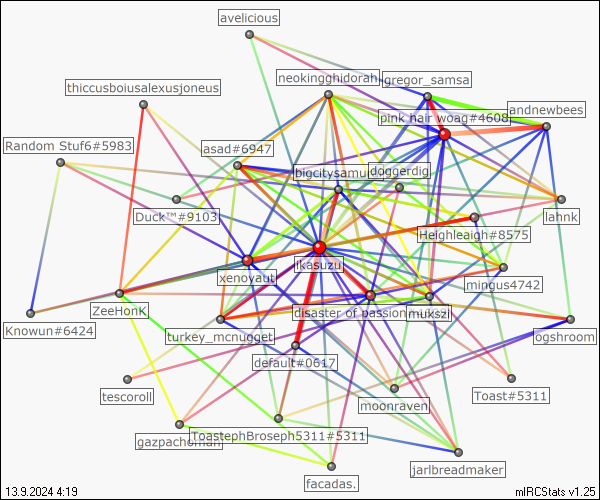 avelicious
neokingghidorah
gregor_samsa
thiccusboiusalexusjoneus
andnewbees
pink hair woag#4608
Random Stuf6#5983
asad#6947
bigcitysamu
doggerdig
Duck™#9103
lahnk
Heighleaigh#8575
ikasuzu
xenoyaut
mingus4742
ZeeHonK
disaster of passion
mukszi
Knowun#6424
turkey_mcnugget
ogshroom
default#0617
tescoroll
moonraven
Toast#5311
gazpachoman
ToastephBroseph5311#5311
jarlbreadmaker
facadas.
13.9.2024 4:19
mIRCStats v1.25